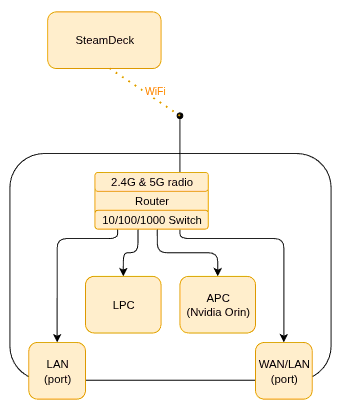 SteamDeck
WiFi
2.4G & 5G radio
Router
10/100/1000 Switch
LPC
APC
(Nvidia Orin)
LAN
(port)
WAN/LAN
(port)